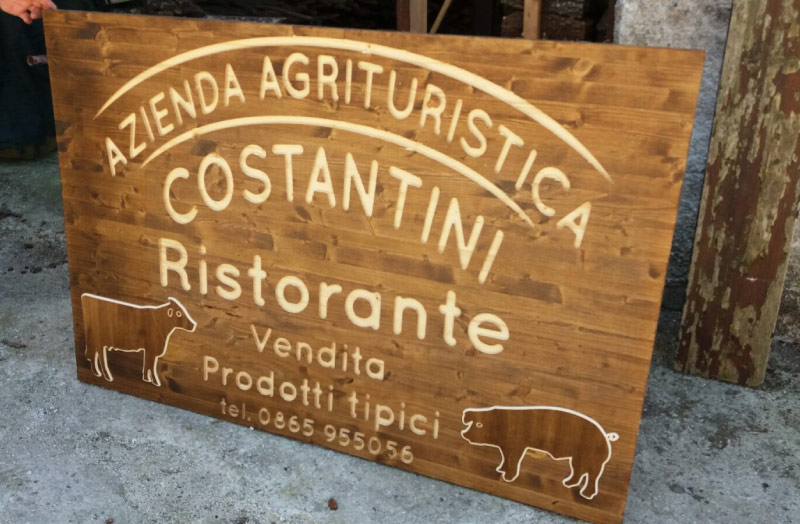 AZIENDA AGRITURISTICA
COSTANTINI
Ristorante
Vendita
Prodotti tipici
tel. 0865 955056